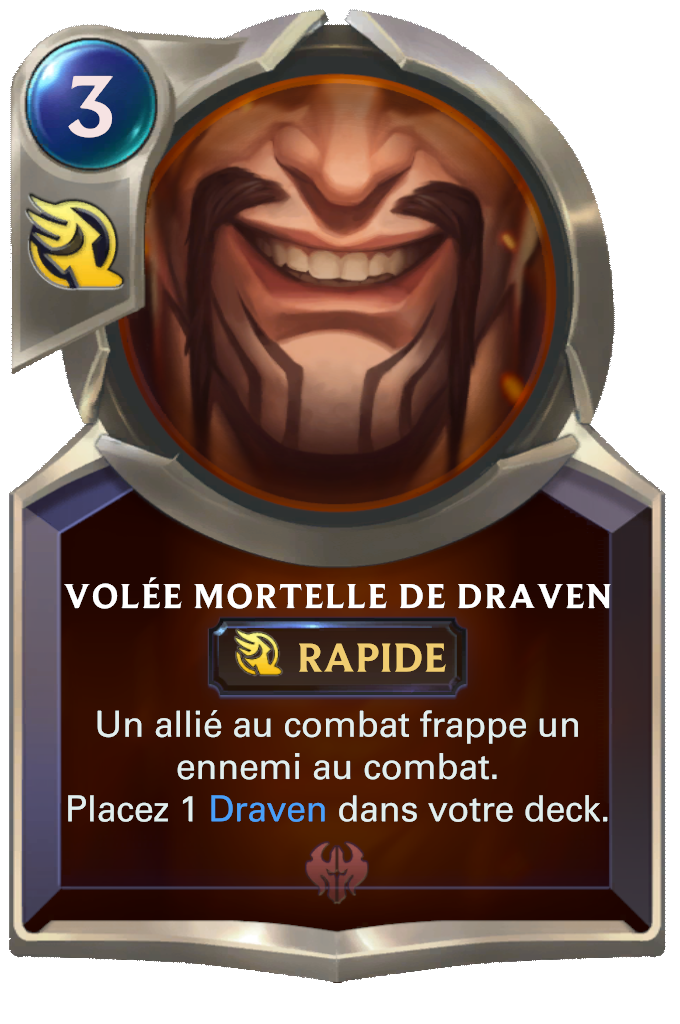 3
VOLÉE MORTELLE DE DRAVEN
RAPIDE
Un allié au combat frappe un
ennemi au combat.
Placez 1 Draven dans votre deck.